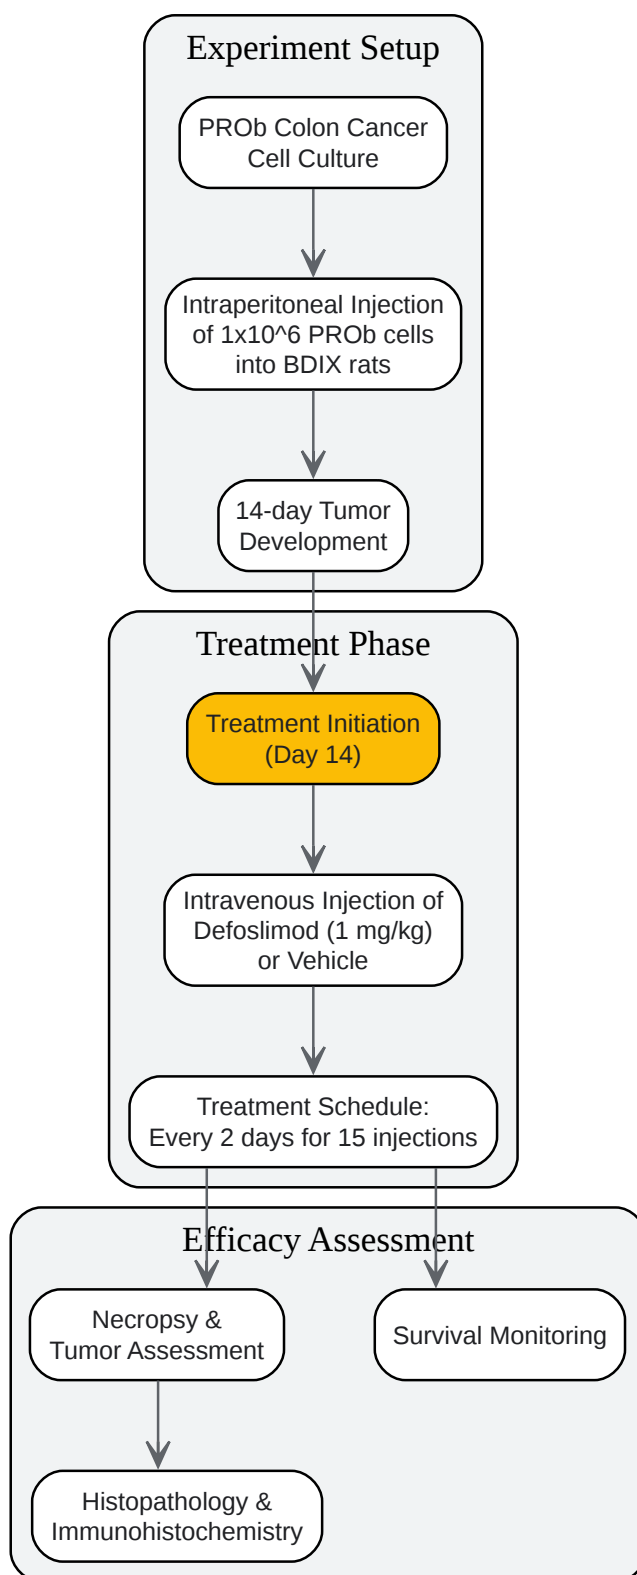 Experiment Setup
PROb Colon Cancer
Cell Culture
Intraperitoneal Injection
of 1x10^6 PROb cells
into BDIX rats
14-day Tumor
Development
Treatment Phase
Treatment Initiation
(Day 14)
Intravenous Injection of
Defoslimod (1 mg/kg)
or Vehicle
Treatment Schedule:
Every 2 days for 15 injections
Efficacy Assessment
Necropsy &
Tumor Assessment
Survival Monitoring
Histopathology &
Immunohistochemistry